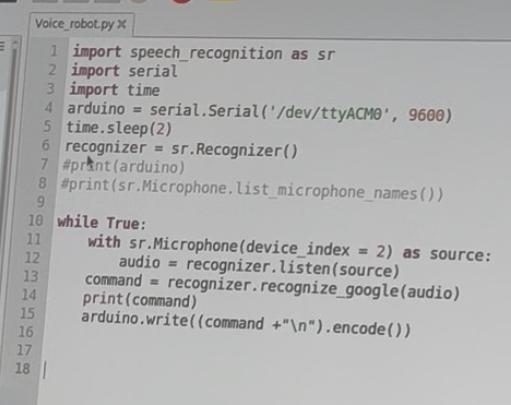 Voice_robot.py ✕
1 import speech_recognition as sr
2 import serial
3 import time
4 arduino = serial.Serial('/dev/ttyACM0', 9600)
5 time.sleep(2)
6 recognizer = sr.Recognizer()
7 #print(arduino)
8 #print(sr.Microphone.list_microphone_names())
9
10 while True:
11     with sr.Microphone(device_index = 2) as source:
12         audio = recognizer.listen(source)
13     command = recognizer.recognize_google(audio)
14     print(command)
15     arduino.write((command +"\n").encode())
16
17
18